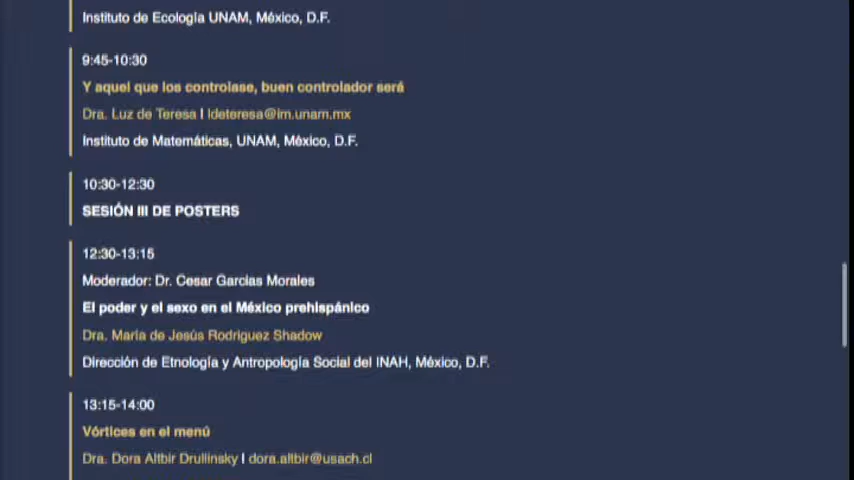 Instituto de Ecología UNAM, México, D.F.
9:45-10:30
Y aquel que los controlase, buen controlador será
Dra. Luz de Teresa I ldeteresa@im.unam.mx
Instituto de Matemáticas, UNAM, México, D.F.
10:30-12:30
SESIÓN III DE POSTERS
12:30-13:15
Moderador: Dr. Cesar Garcias Morales
El poder y el sexo en el México prehispánico
Dra. María de Jesús Rodríguez Shadow
Dirección de Etnología y Antropología Social del INAH, México, D.F.
13:15-14:00
Vórtices en el menú
Dra. Dora Altbir Drullinsky I dora.altbir@usach.cl